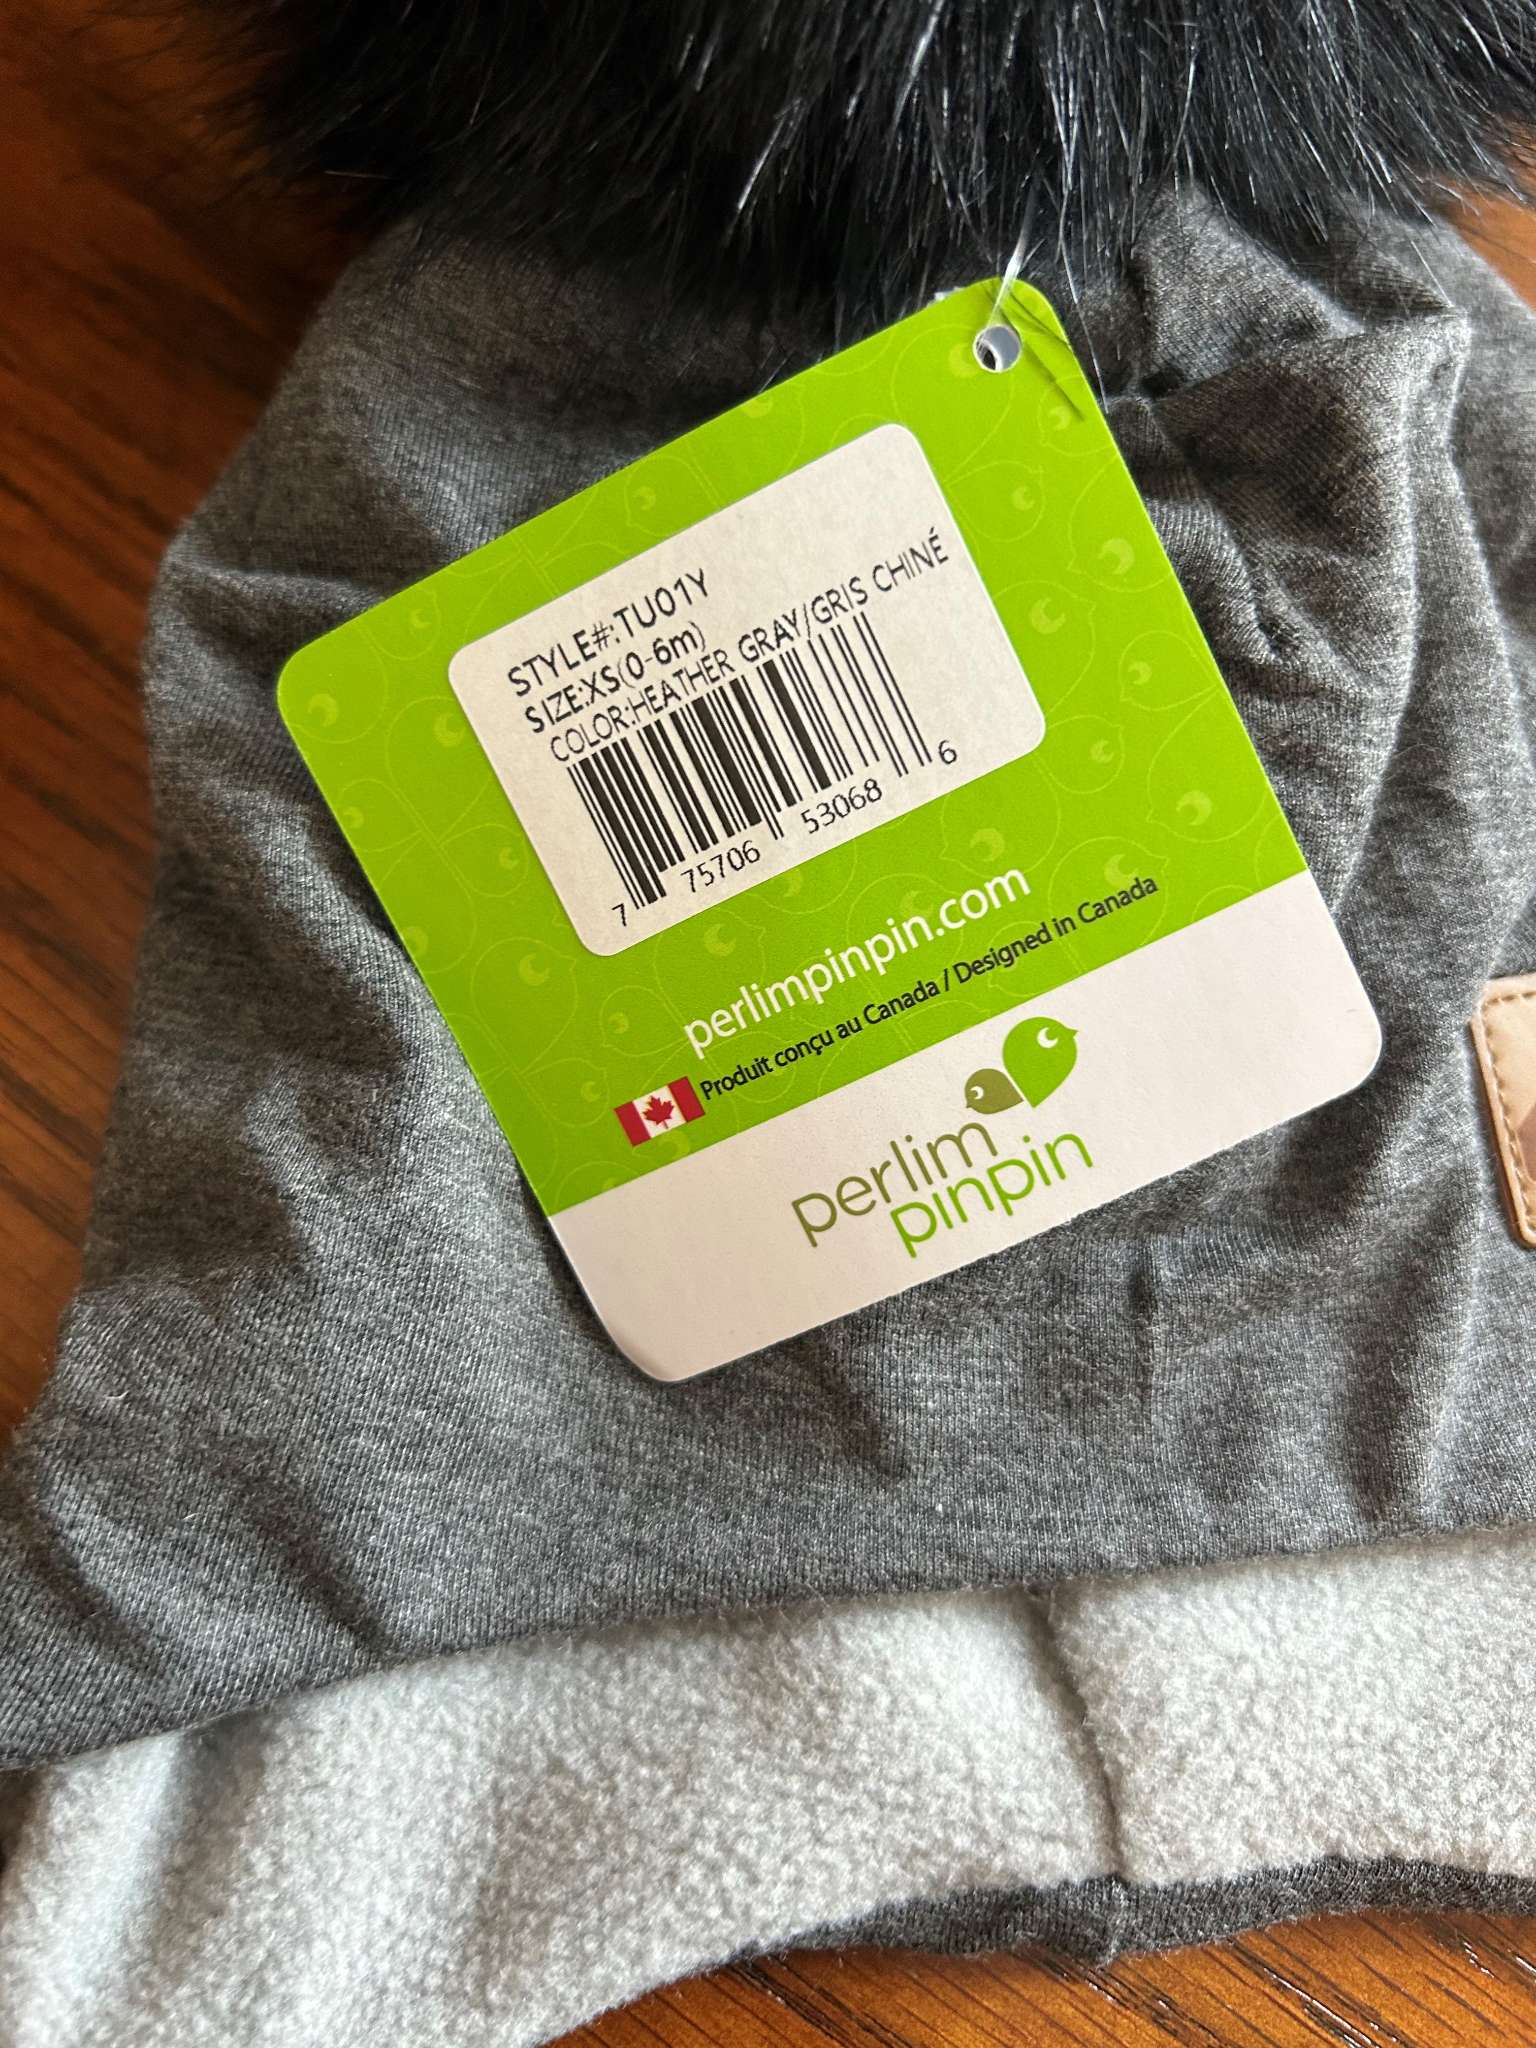 STYLE#:TU01Y
SIZE:XS(0-6m)
COLOR:HEATHER GRAY/GRIS CHINÉ
7 75706 53068 6
perlimpinpin.com
Produit conçu au Canada / Designed in Canada
perlim
pinpin